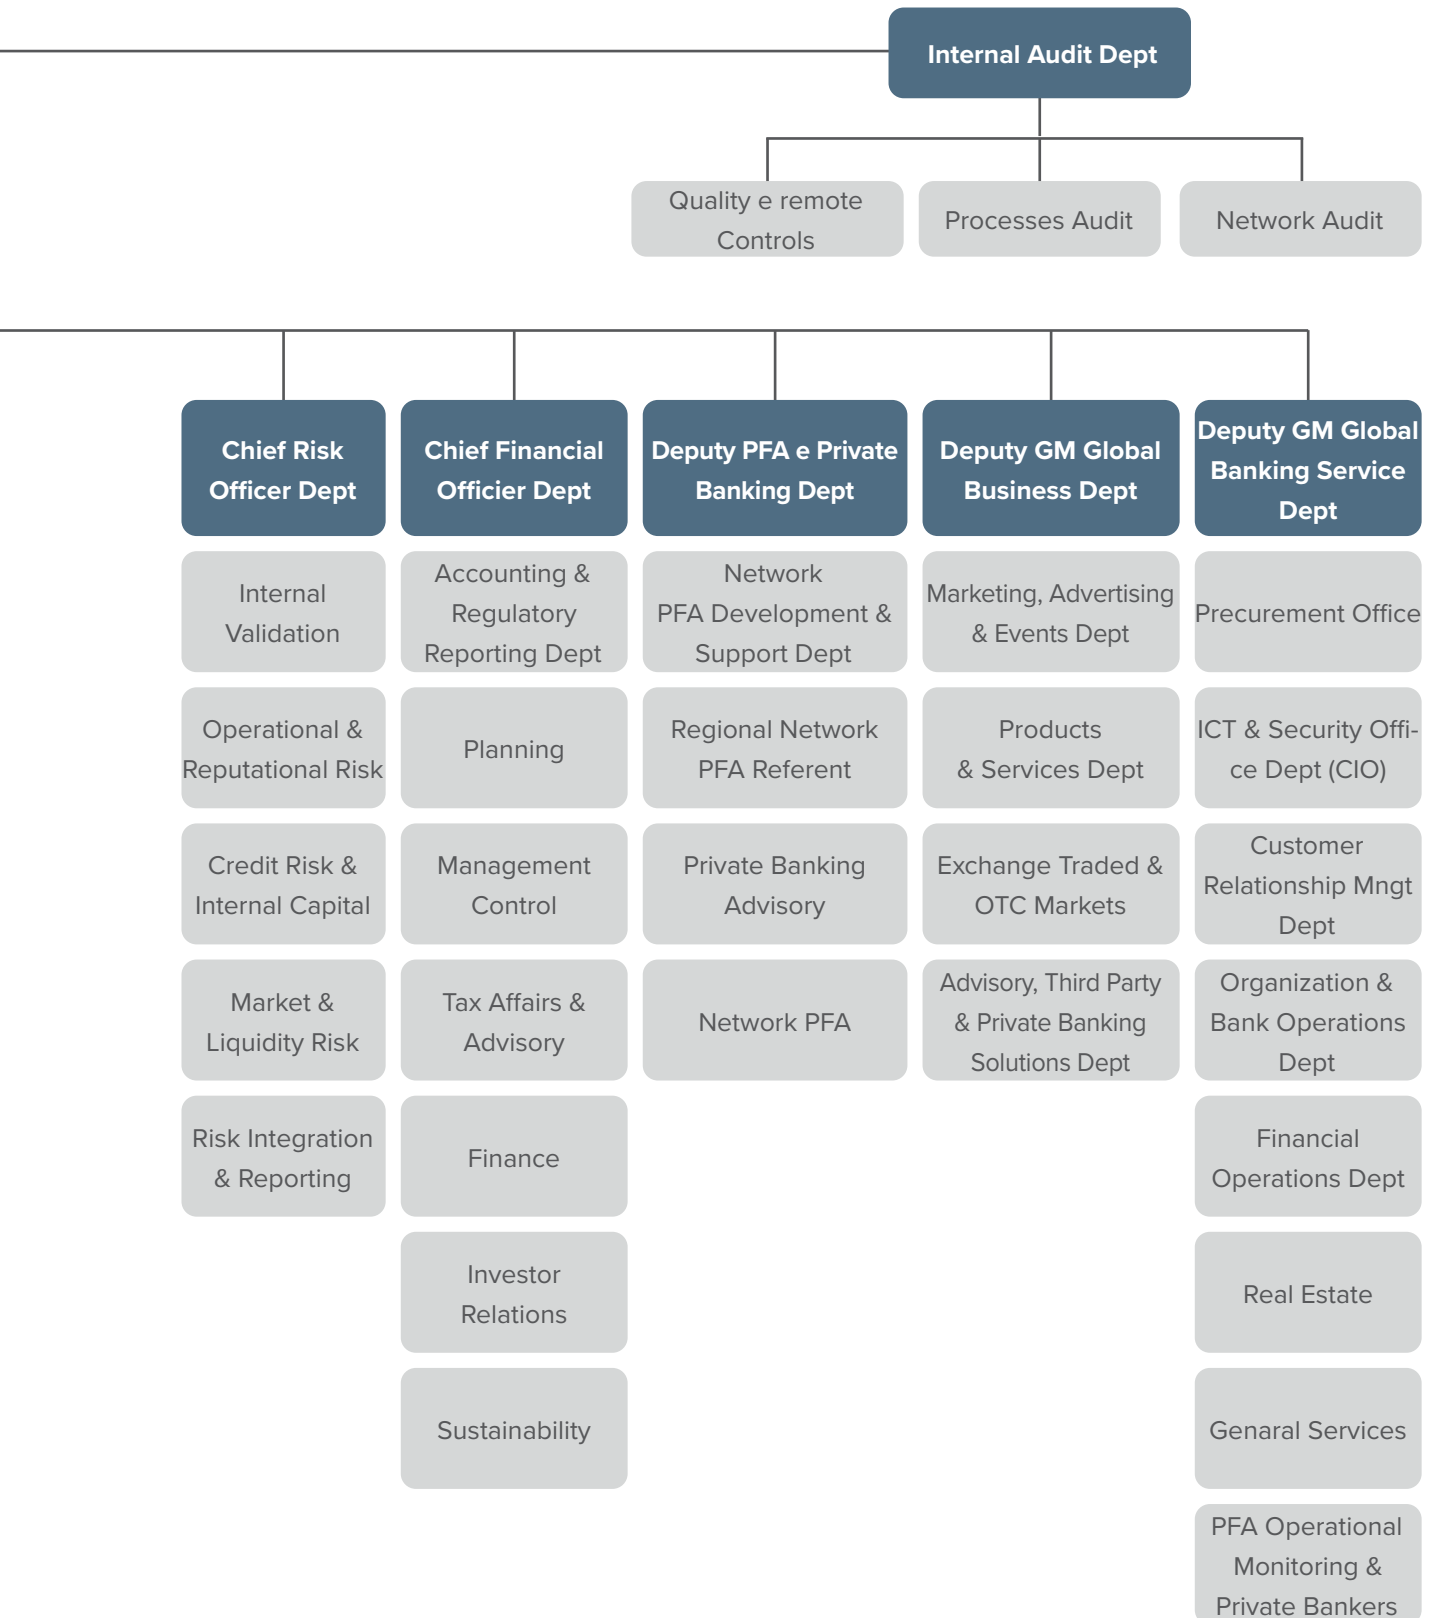 Internal Audit Dept
Quality e remote
Controls
Processes Audit
Network Audit
Chief Risk
Officer Dept
Internal
Validation
Operational &
Reputational Risk
Credit Risk &
Internal Capital
Market &
Liquidity Risk
Risk Integration
& Reporting
Chief Financial
Officier Dept
Accounting &
Regulatory
Reporting Dept
Planning
Management
Control
Tax Affairs &
Advisory
Finance
Investor
Relations
Sustainability
Deputy PFA e Private
Banking Dept
Network
PFA Development &
Support Dept
Regional Network
PFA Referent
Private Banking
Advisory
Network PFA
Deputy GM Global
Business Dept
Marketing, Advertising
& Events Dept
Products
& Services Dept
Exchange Traded &
OTC Markets
Advisory, Third Party
& Private Banking
Solutions Dept
Deputy GM Global
Banking Service
Dept
Precurement Office
ICT & Security Offi-
ce Dept (CIO)
Customer
Relationship Mngt
Dept
Organization &
Bank Operations
Dept
Financial
Operations Dept
Real Estate
Genaral Services
PFA Operational
Monitoring &
Private Bankers